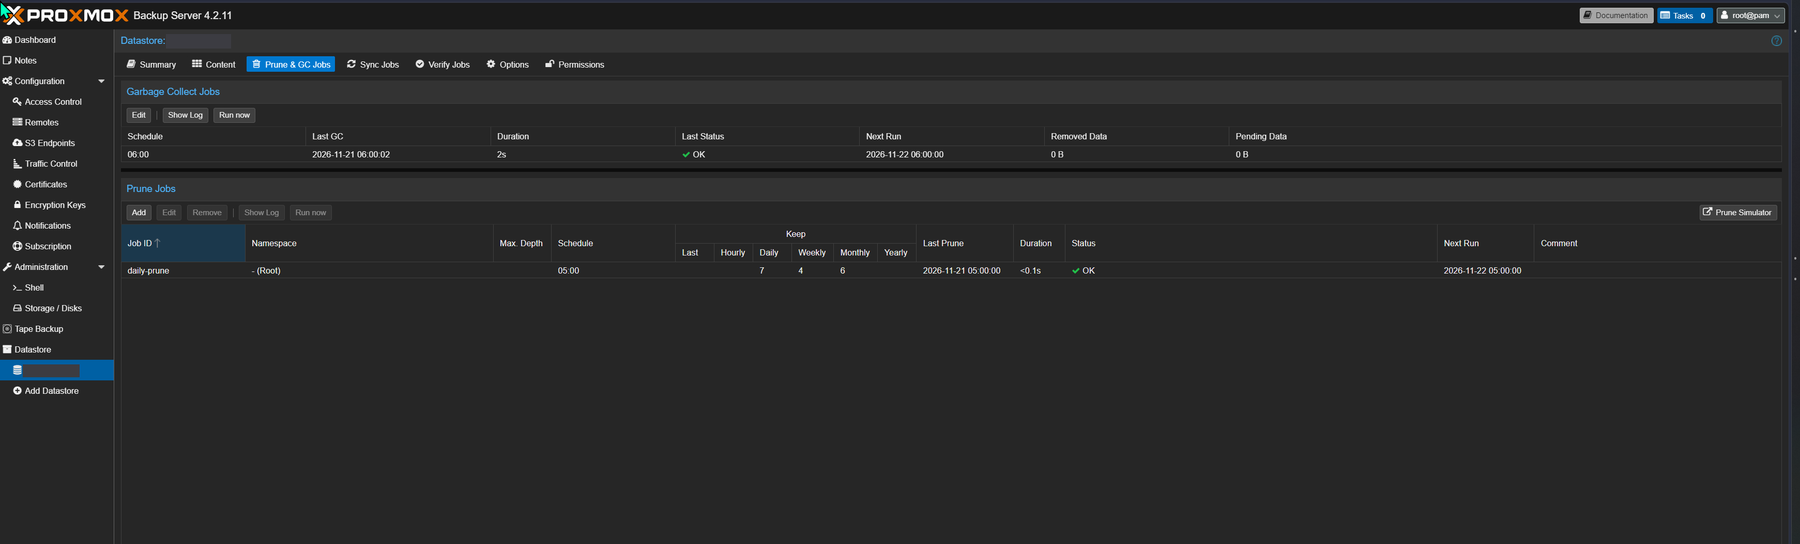 PROXMOX Backup Server 4.2.11
Documentation
Tasks 0
root@pam
Dashboard
Notes
Configuration
Access Control
Remotes
S3 Endpoints
Traffic Control
Certificates
Encryption Keys
Notifications
Subscription
Administration
Shell
Storage / Disks
Tape Backup
Datastore
Add Datastore
Datastore:
Summary Content Prune & GC Jobs Sync Jobs Verify Jobs Options Permissions
Garbage Collect Jobs
Edit Show Log Run now
Schedule Last GC Duration Last Status Next Run Removed Data Pending Data
06:00 2026-11-21 06:00:02 2s OK 2026-11-22 06:00:00 0 B 0 B
Prune Jobs
Add Edit Remove Show Log Run now Prune Simulator
Keep
Job ID ↑ Namespace Max. Depth Schedule Last Prune Duration Status Next Run Comment
Last Hourly Daily Weekly Monthly Yearly
daily-prune - (Root) 05:00 7 4 6 2026-11-21 05:00:00 <0.1s OK 2026-11-22 05:00:00